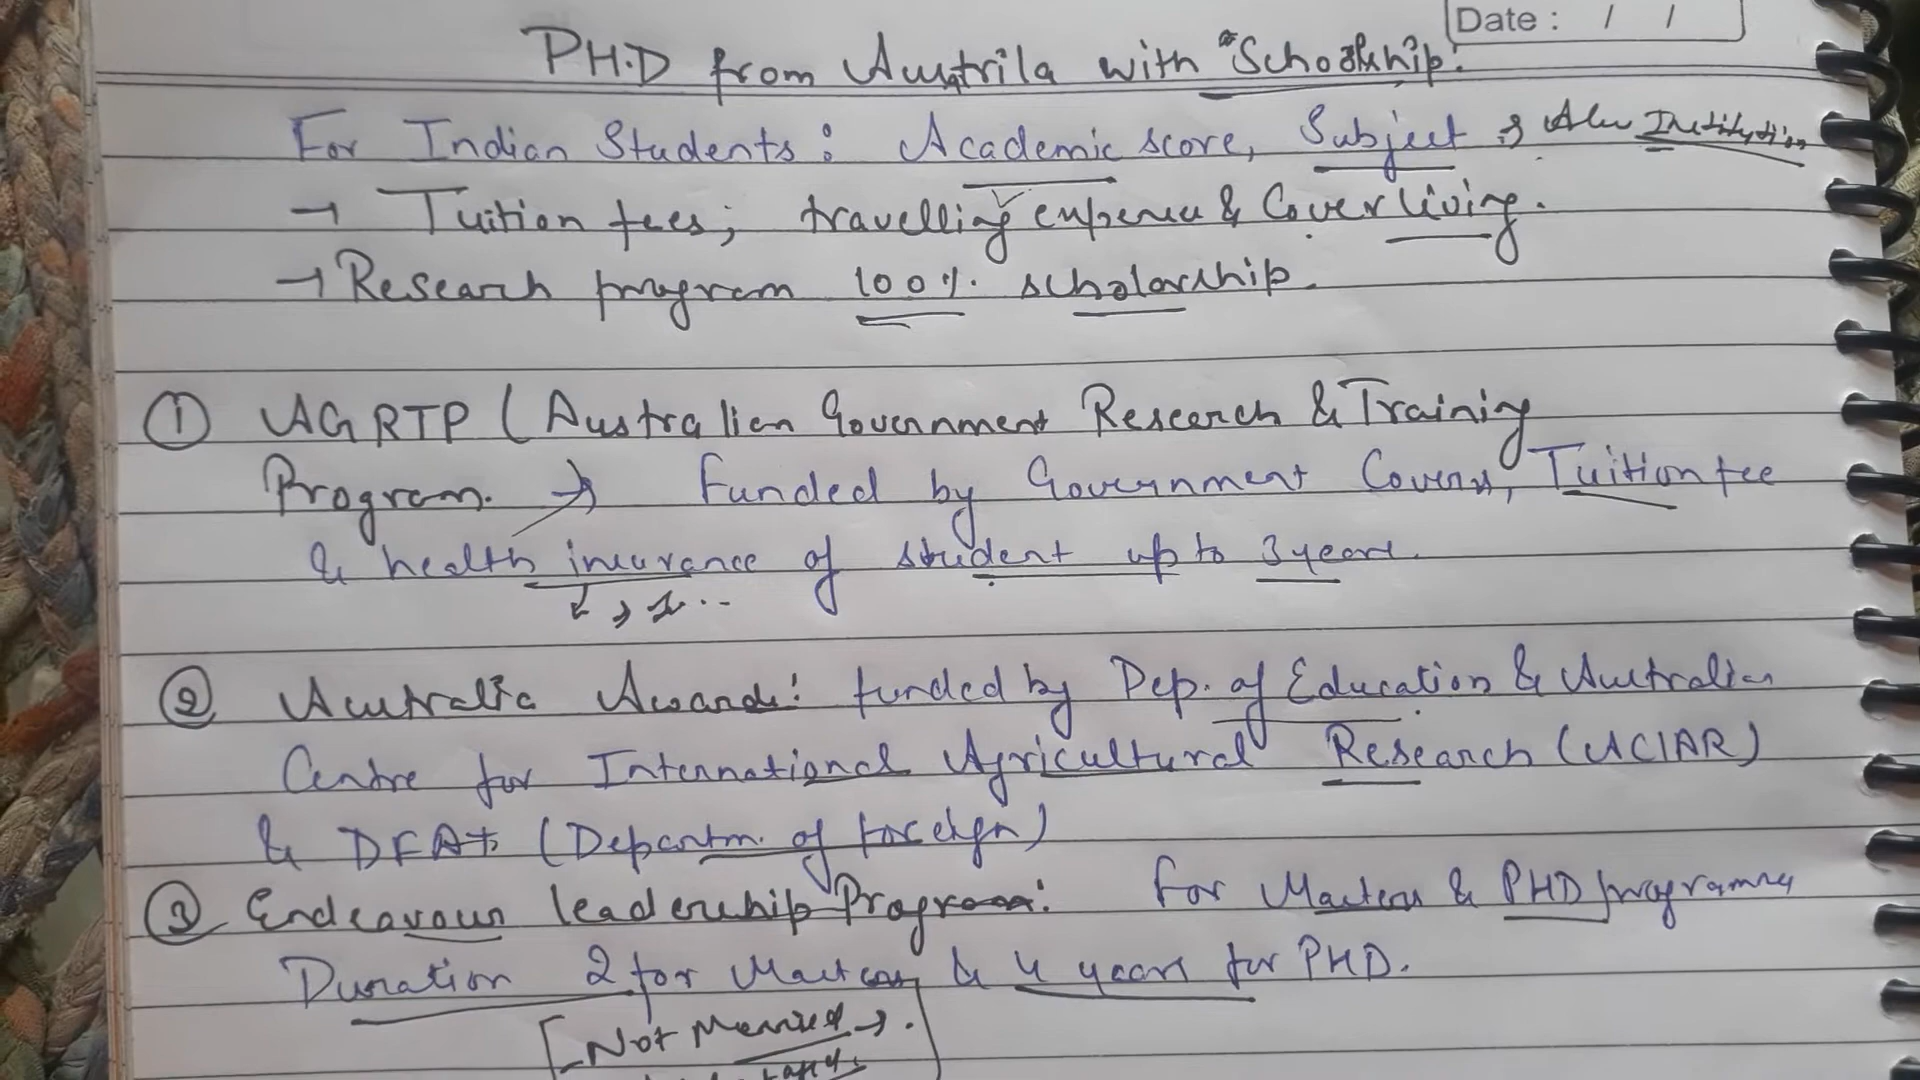 Date : / /
PH.D from Austrila with "Schoolship."
For Indian Students : Academic score, Subject & Institution
→ Tuition fees; travelling expense & Cover living.
→ Research program 100% scholarship.
① AGRTP (Australian Government Research & Training
Program. → Funded by Government Covers, Tuition fee
& health insurance of student up to 3 years.
② Australia Awards: funded by Dep. of Education & Australian
Centre for International Agricultural Research (ACIAR)
& DFAT (Departm. of foreign)
③ Endeavour leadership Program: For Masters & PHD programmes
Duration 2 for Masters & 4 years for PHD.
[Not Married → .